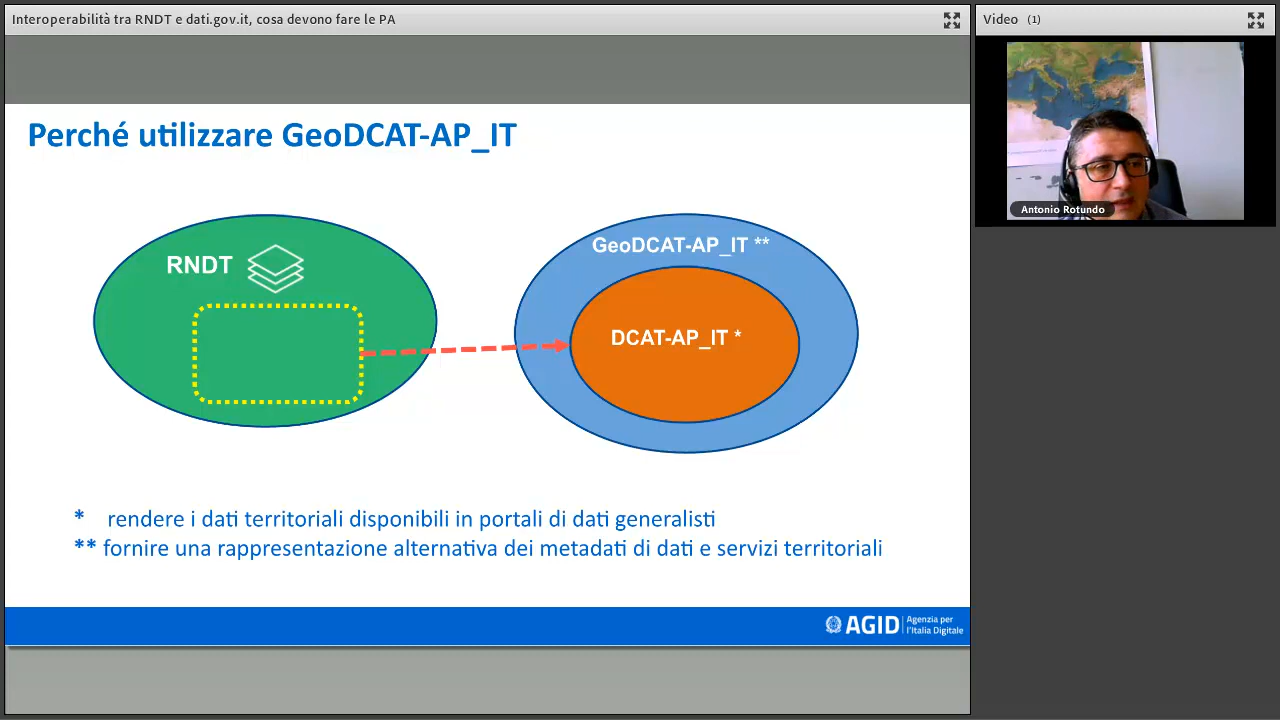 Interoperabilità tra RNDT e dati.gov.it, cosa devono fare le PA
Video (1)
Antonio Rotundo
Perché utilizzare GeoDCAT-AP_IT
RNDT
GeoDCAT-AP_IT **
DCAT-AP_IT *
* rendere i dati territoriali disponibili in portali di dati generalisti
** fornire una rappresentazione alternativa dei metadati di dati e servizi territoriali
AGID Agenzia per
l'Italia Digitale